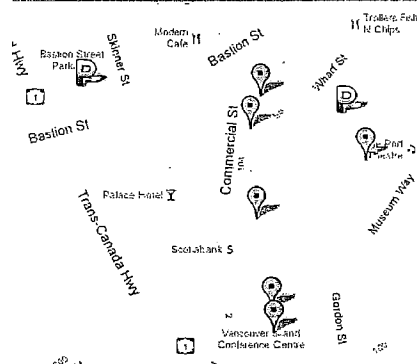 Trollers Fish
N Chips
Modern
Cafe
Bastion St
Skinner St
Bastion Street
Park
Hwy
Wharf St
1
D
D
Bastion St
Commercial St
Port
Theatre
Palace Hotel
Museum Way
Trans-Canada Hwy
Scotiabank $
Gordon St
Vancouver Island
Conference Centre
1